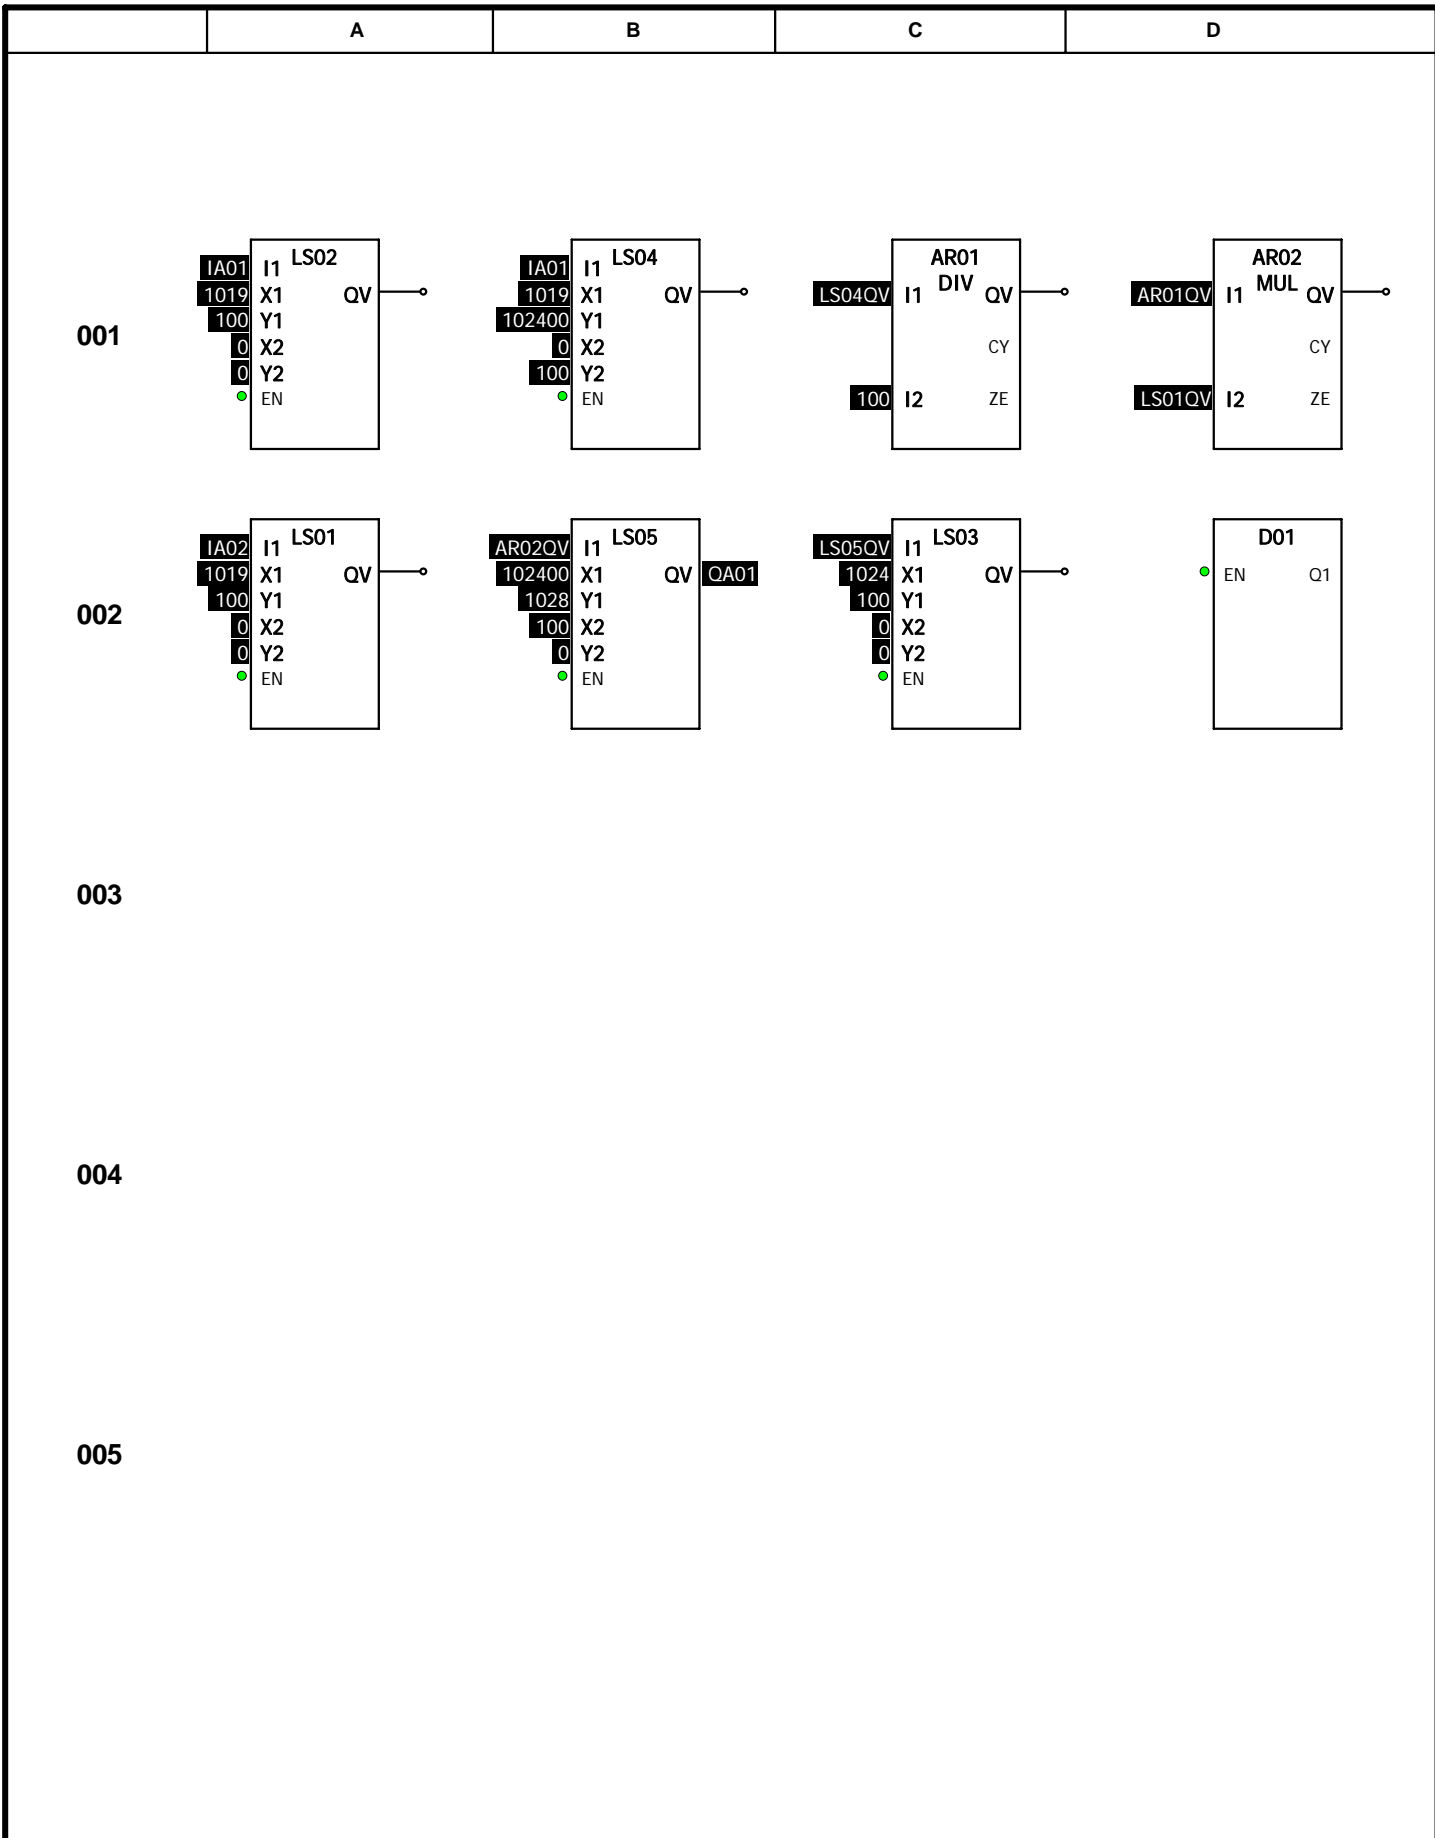 A B C D
001
LS02
IA01 I1
1019 X1 QV
100 Y1
0 X2
0 Y2
EN
LS04
IA01 I1
1019 X1 QV
102400 Y1
0 X2
100 Y2
EN
AR01
DIV
LS04QV I1 QV
CY
100 I2 ZE
AR02
MUL
AR01QV I1 QV
CY
LS01QV I2 ZE
002
LS01
IA02 I1
1019 X1 QV
100 Y1
0 X2
0 Y2
EN
LS05
AR02QV I1
102400 X1 QV QA01
1028 Y1
100 X2
0 Y2
EN
LS03
LS05QV I1
1024 X1 QV
100 Y1
0 X2
0 Y2
EN
D01
EN Q1
003
004
005